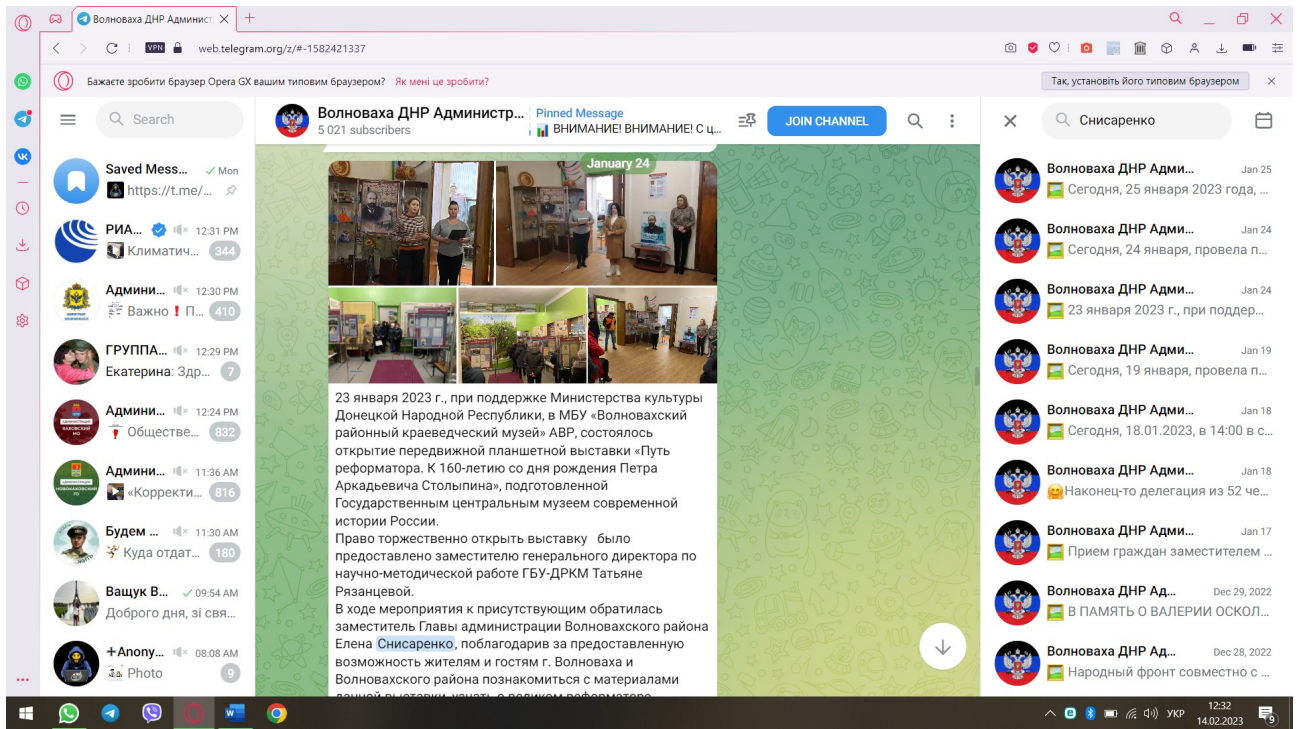 Волноваха ДНР Админист
VPN
web.telegram.org/z/#-1582421337
Бажаєте зробити браузер Opera GX вашим типовим браузером? Як мені це зробити?
Так, установіть його типовим браузером
Search
Saved Mess... Mon
https://t.me/...
РИА... 12:31 PM
Климатич... 344
Админи... 12:30 PM
Важно ! П... 410
ГРУППА... 12:29 PM
Екатерина: Здр... 7
Админи... 12:24 PM
Обществе... 832
Админи... 11:36 AM
«Корректи... 816
Будем ... 11:30 AM
Куда отдат... 180
Ващук В... 09:54 AM
Доброго дня, зі свя...
+Anony... 08:08 AM
Photo 9
Волноваха ДНР Администр...
5 021 subscribers
Pinned Message
ВНИМАНИЕ! ВНИМАНИЕ! С ц...
JOIN CHANNEL
January 24
23 января 2023 г., при поддержке Министерства культуры
Донецкой Народной Республики, в МБУ «Волновахский
районный краеведческий музей» АВР, состоялось
открытие передвижной планшетной выставки «Путь
реформатора. К 160-летию со дня рождения Петра
Аркадьевича Столыпина», подготовленной
Государственным центральным музеем современной
истории России.
Право торжественно открыть выставку было
предоставлено заместителю генерального директора по
научно-методической работе ГБУ-ДРКМ Татьяне
Рязанцевой.
В ходе мероприятия к присутствующим обратилась
заместитель Главы администрации Волновахского района
Елена Снисаренко, поблагодарив за предоставленную
возможность жителям и гостям г. Волноваха и
Волновахского района познакомиться с материалами
данной выставки, узнать о великом реформаторе
Снисаренко
Волноваха ДНР Адми... Jan 25
Сегодня, 25 января 2023 года, ...
Волноваха ДНР Адми... Jan 24
Сегодня, 24 января, провела п...
Волноваха ДНР Адми... Jan 24
23 января 2023 г., при поддер...
Волноваха ДНР Адми... Jan 19
Сегодня, 19 января, провела п...
Волноваха ДНР Адми... Jan 18
Сегодня, 18.01.2023, в 14:00 в с...
Волноваха ДНР Адми... Jan 18
Наконец-то делегация из 52 че...
Волноваха ДНР Адми... Jan 17
Прием граждан заместителем ...
Волноваха ДНР Ад... Dec 29, 2022
В ПАМЯТЬ О ВАЛЕРИИ ОСКОЛ...
Волноваха ДНР Ад... Dec 28, 2022
Народный фронт совместно с ...
УКР
12:32
14.02.2023
9